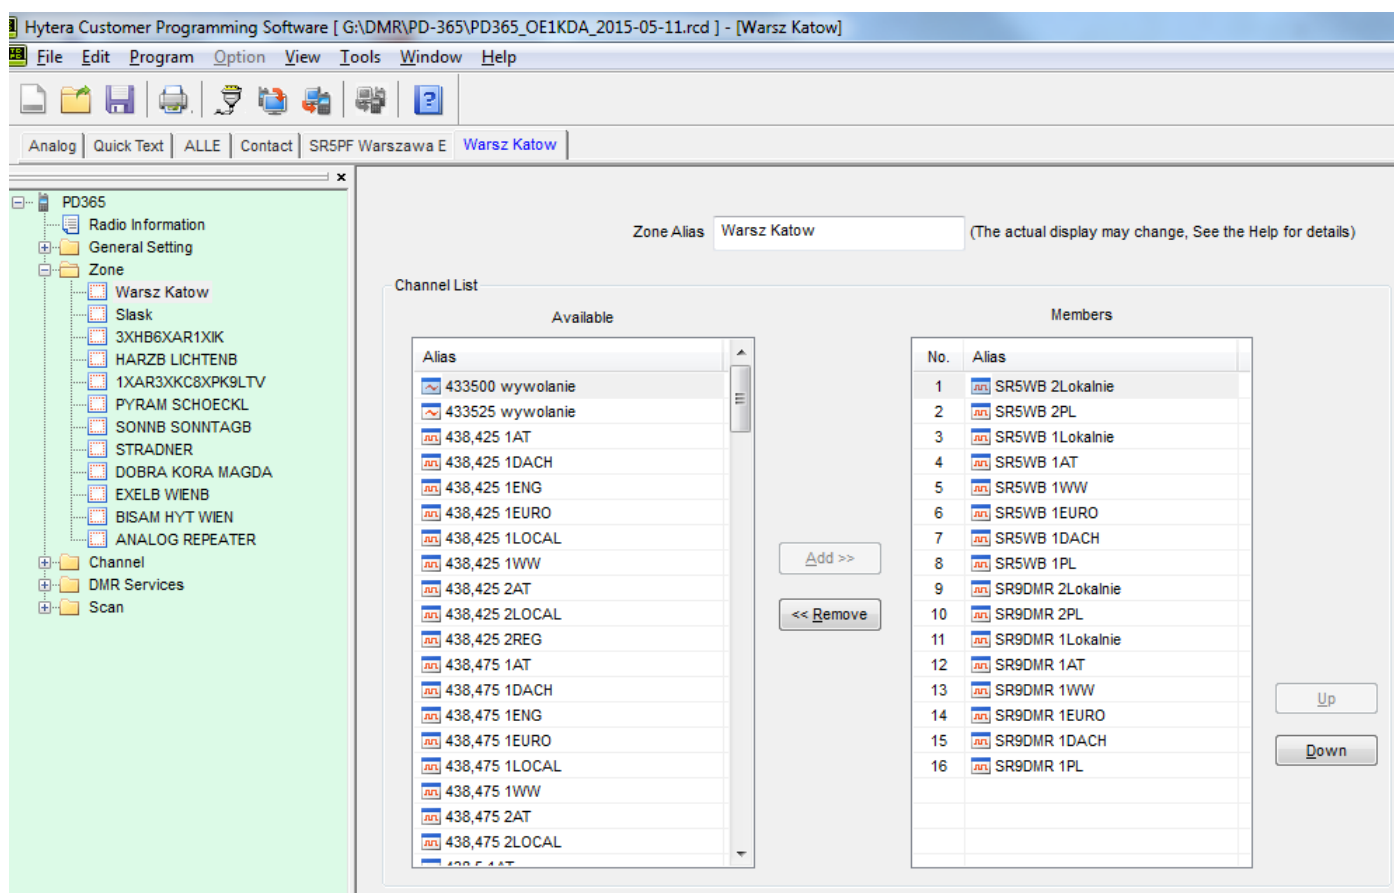 Hytera Customer Programming Software [ G:\DMR\PD-365\PD365_OE1KDA_2015-05-11.rcd ] - [Warsz Katow]
File Edit Program Option View Tools Window Help
Analog Quick Text ALLE Contact SR5PF Warszawa E Warsz Katow
PD365
Radio Information
General Setting
Zone
Warsz Katow
Slask
3XHB6XAR1XIK
HARZB LICHTENB
1XAR3XKC8XPK9LTV
PYRAM SCHOECKL
SONNB SONNTAGB
STRADNER
DOBRA KORA MAGDA
EXELB WIENB
BISAM HYT WIEN
ANALOG REPEATER
Channel
DMR Services
Scan
Zone Alias Warsz Katow (The actual display may change, See the Help for details)
Channel List
Available
Alias
433500 wywolanie
433525 wywolanie
438,425 1AT
438,425 1DACH
438,425 1ENG
438,425 1EURO
438,425 1LOCAL
438,425 1WW
438,425 2AT
438,425 2LOCAL
438,425 2REG
438,475 1AT
438,475 1DACH
438,475 1ENG
438,475 1EURO
438,475 1LOCAL
438,475 1WW
438,475 2AT
438,475 2LOCAL
Add >>
<< Remove
Members
No. Alias
1 SR5WB 2Lokalnie
2 SR5WB 2PL
3 SR5WB 1Lokalnie
4 SR5WB 1AT
5 SR5WB 1WW
6 SR5WB 1EURO
7 SR5WB 1DACH
8 SR5WB 1PL
9 SR9DMR 2Lokalnie
10 SR9DMR 2PL
11 SR9DMR 1Lokalnie
12 SR9DMR 1AT
13 SR9DMR 1WW
14 SR9DMR 1EURO
15 SR9DMR 1DACH
16 SR9DMR 1PL
Up
Down